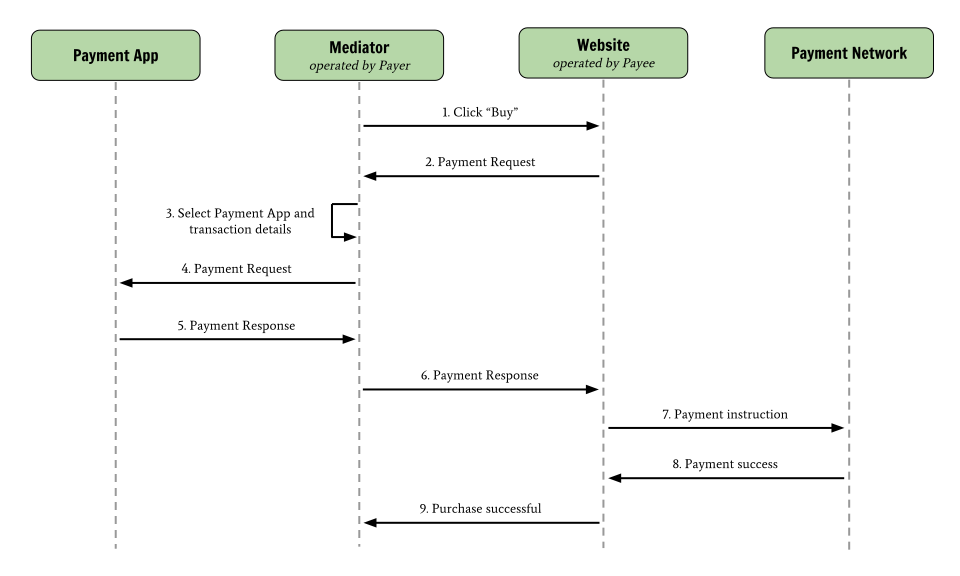 Payment App
Mediator
operated by Payer
Website
operated by Payee
Payment Network
1. Click “Buy”
2. Payment Request
3. Select Payment App and
transaction details
4. Payment Request
5. Payment Response
6. Payment Response
7. Payment instruction
8. Payment success
9. Purchase successful